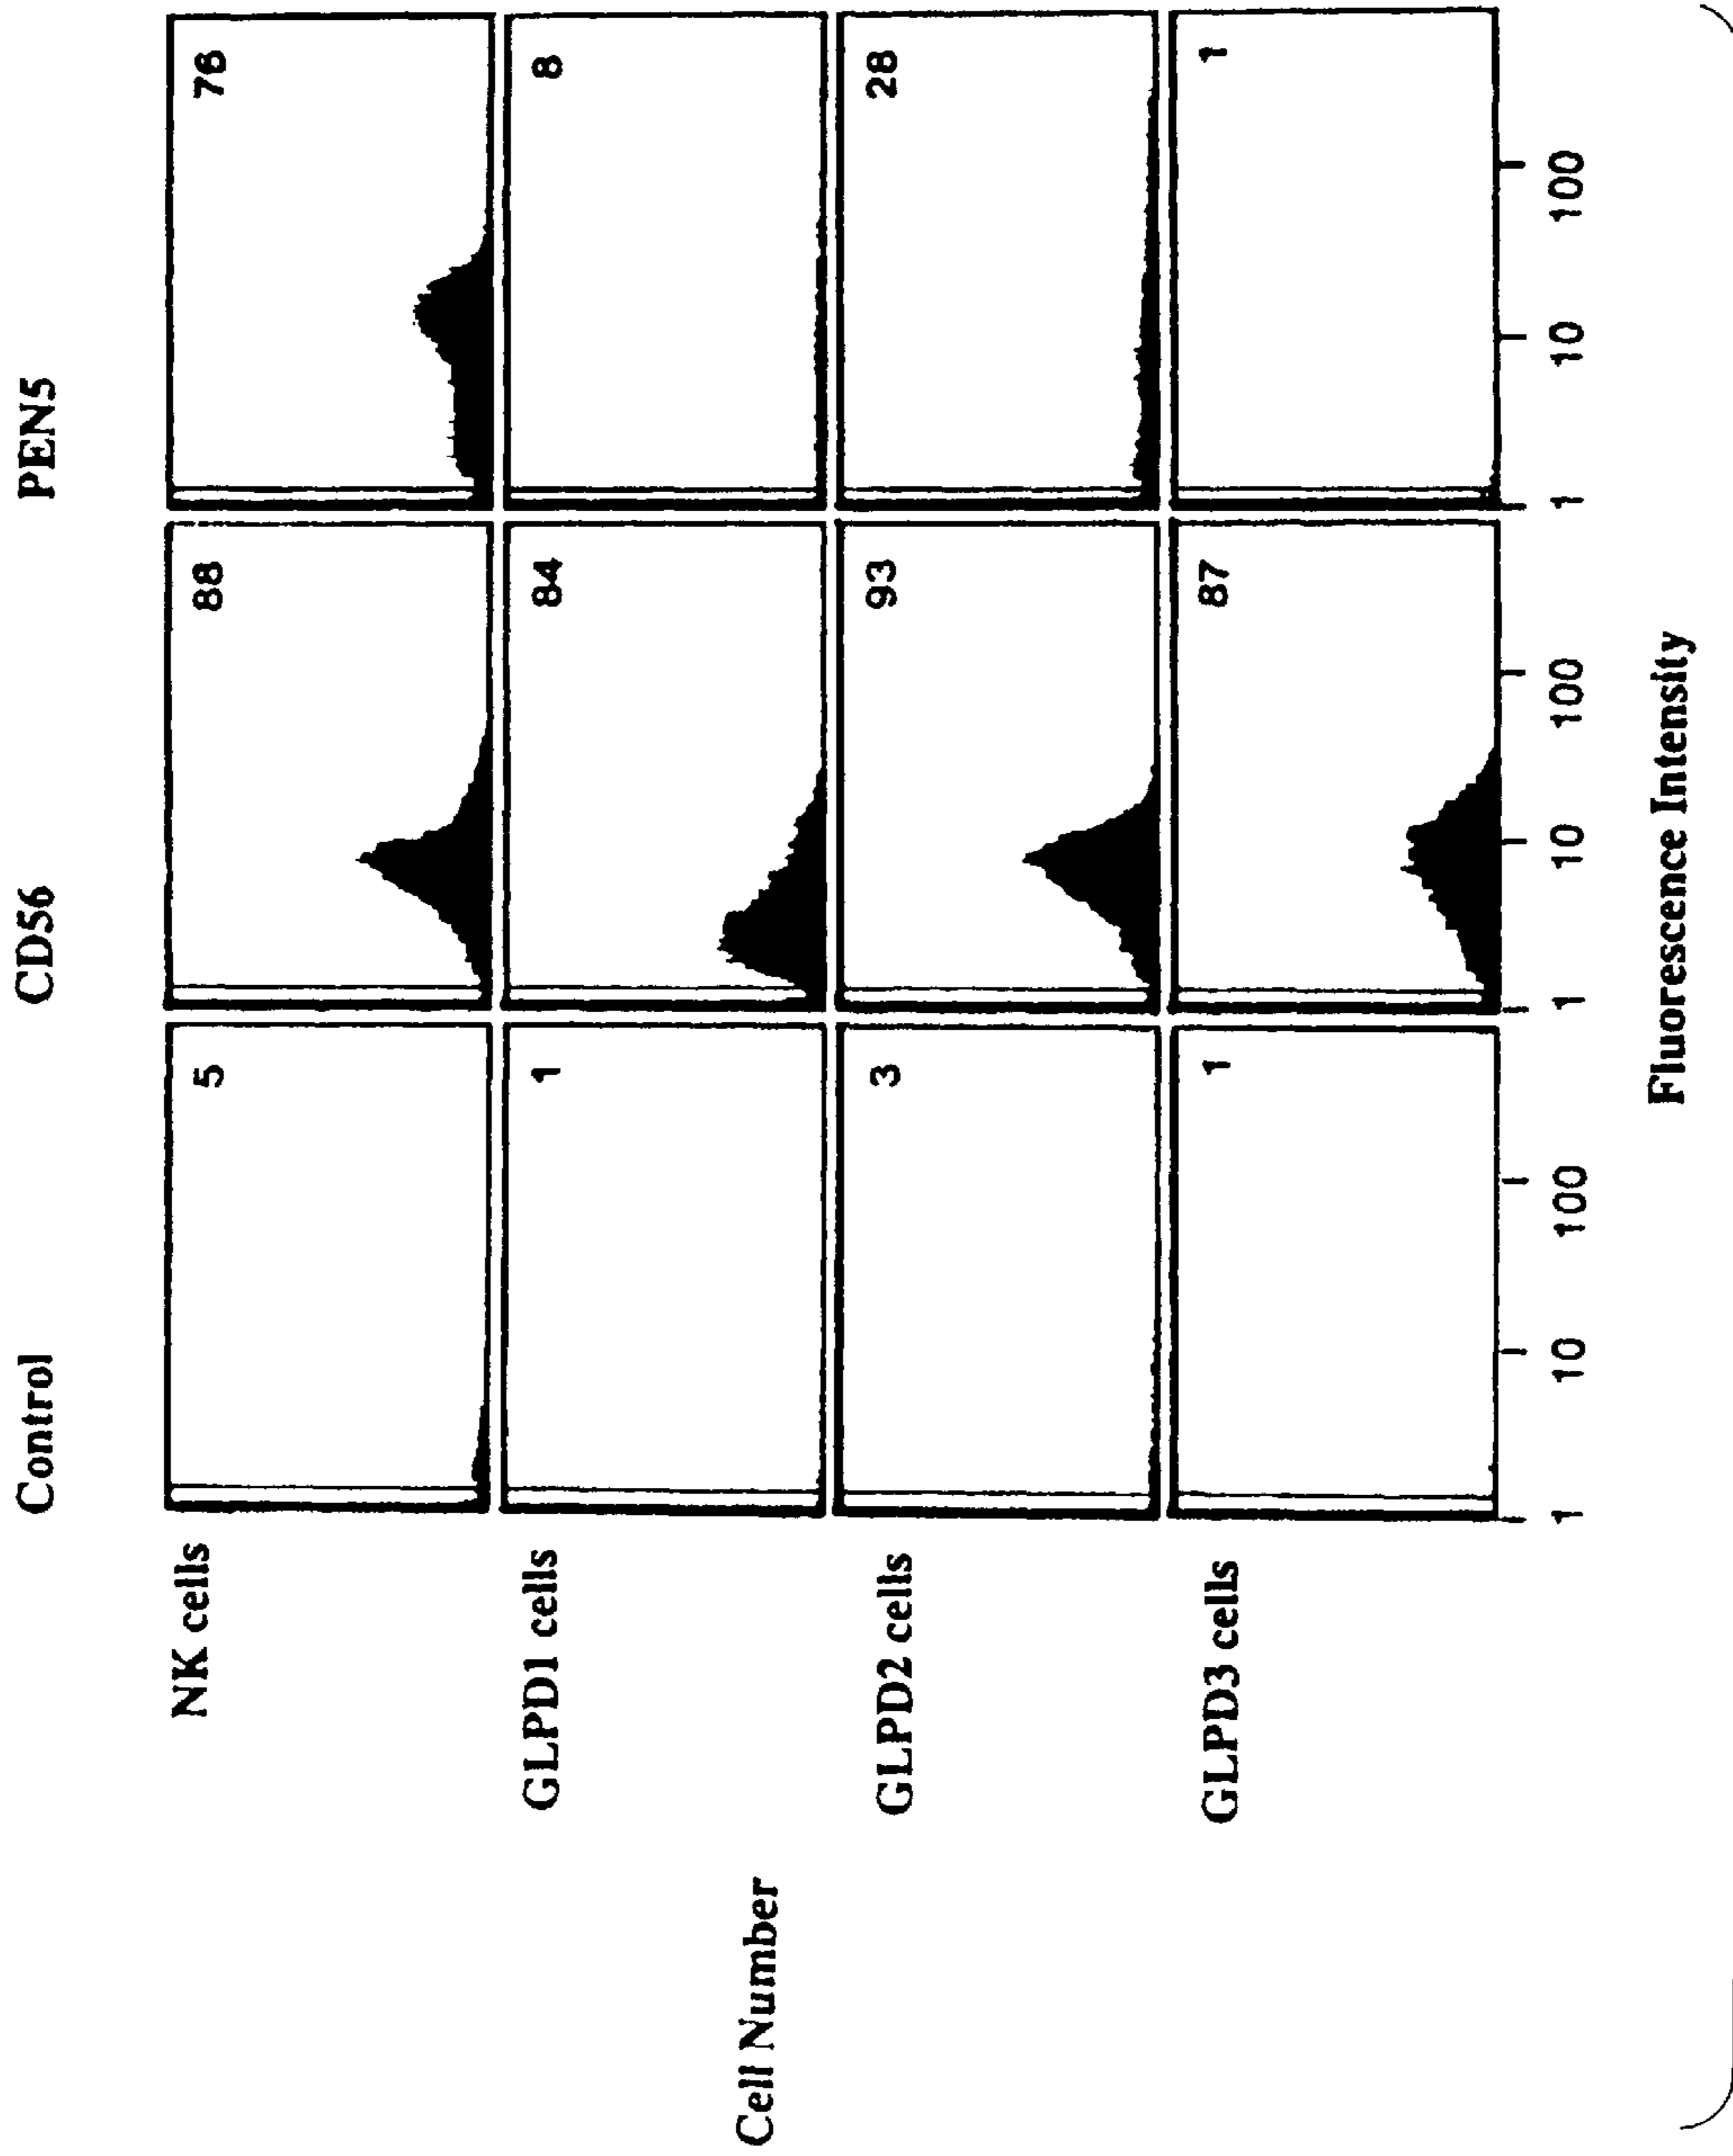 Control CD56 PEN5
NK cells 5 88 76
GLPD1 cells 1 84 8
Cell Number
GLPD2 cells 3 93 28
GLPD3 cells 1 87 1
1 10 100 1 10 100 1 10 100
Fluorescence Intensity